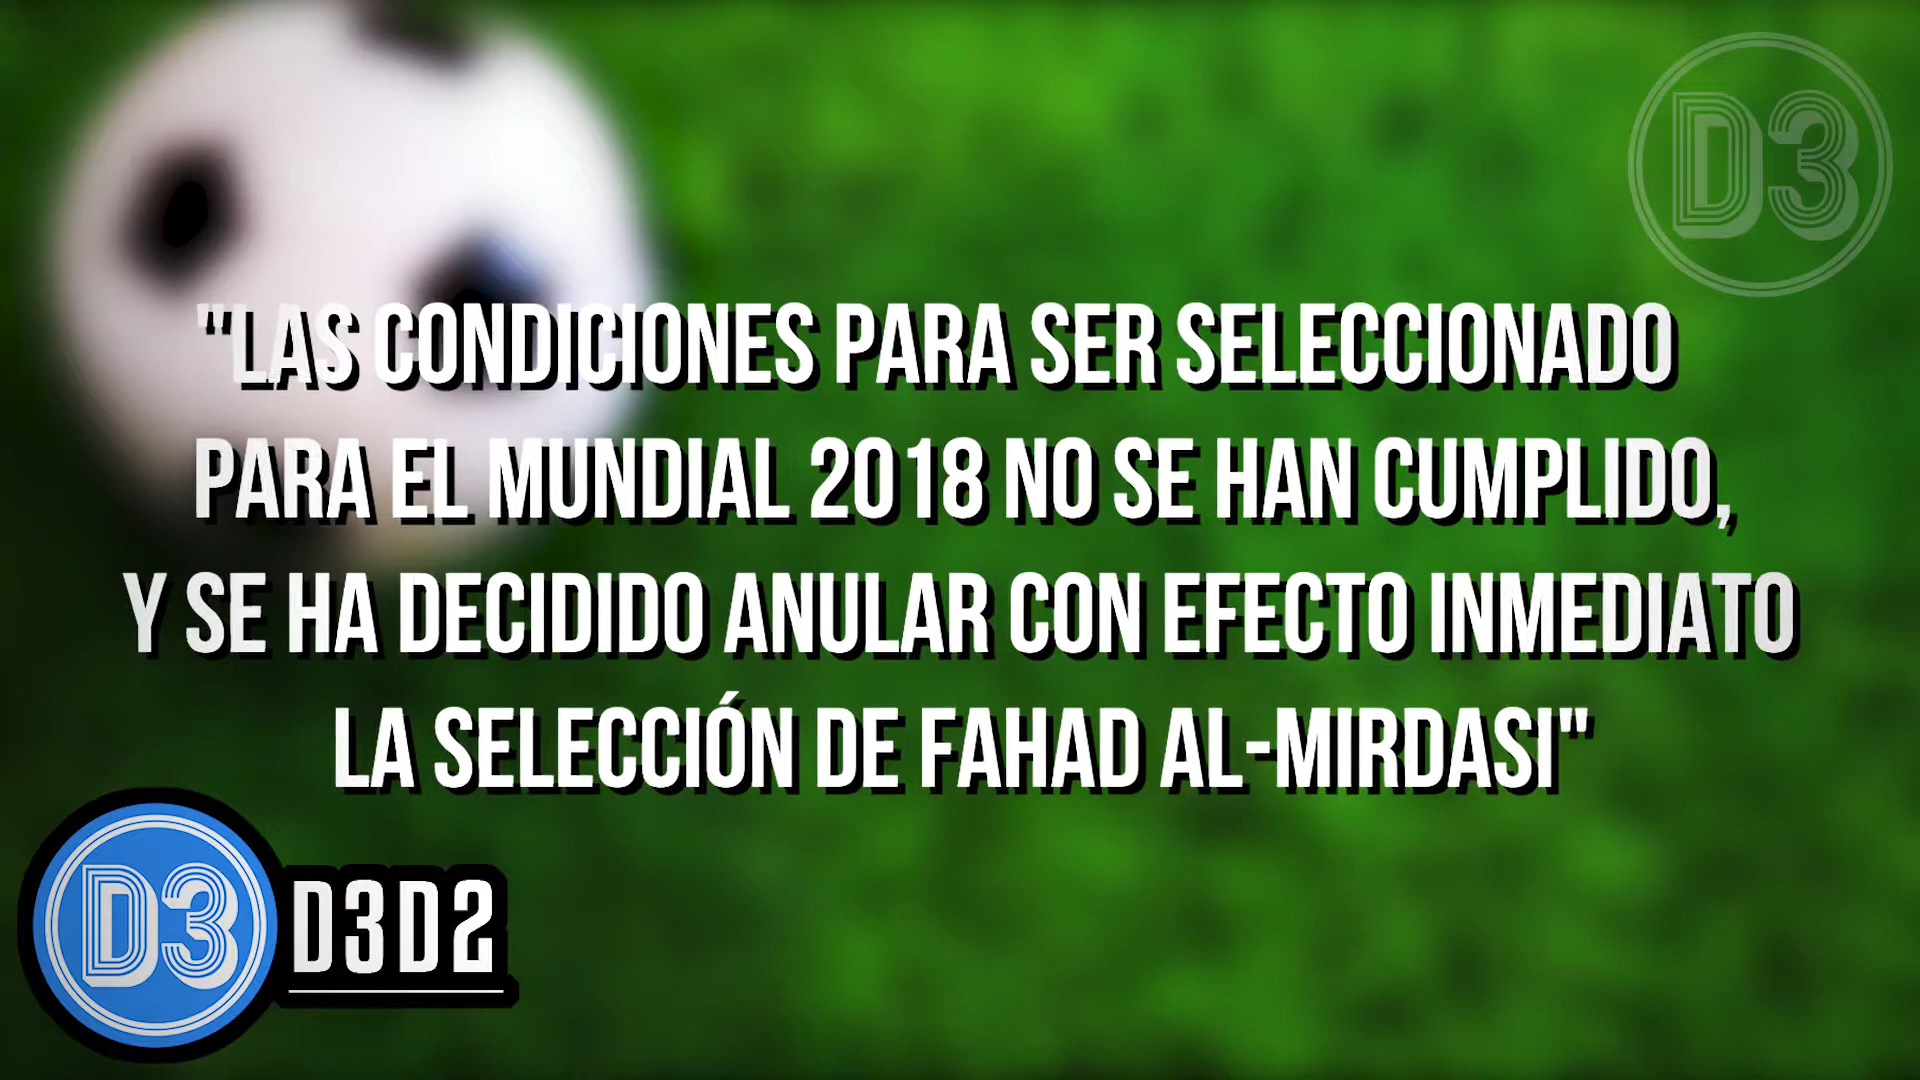 D3
"LAS CONDICIONES PARA SER SELECCIONADO
PARA EL MUNDIAL 2018 NO SE HAN CUMPLIDO,
Y SE HA DECIDIDO ANULAR CON EFECTO INMEDIATO
LA SELECCIÓN DE FAHAD AL-MIRDASI"
D3 D3D2